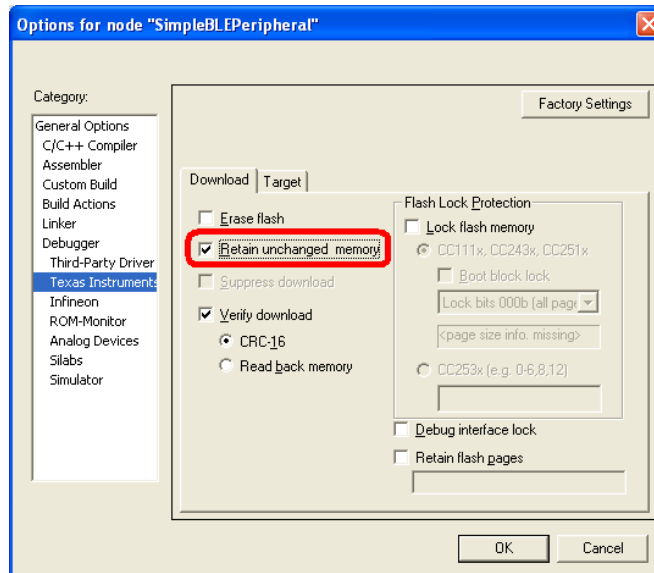 Options for node "SimpleBLEPeripheral"
Category:
Factory Settings
General Options
C/C++ Compiler
Assembler
Custom Build
Build Actions
Linker
Debugger
Third-Party Driver
Texas Instruments
Infineon
ROM-Monitor
Analog Devices
Silabs
Simulator
Download
Target
Erase flash
Retain unchanged memory
Suppress download
Verify download
CRC-16
Read back memory
Flash Lock Protection
Lock flash memory
CC111x, CC243x, CC251x
Boot block lock
Lock bits 000b (all page
<page size info. missing>
CC253x (e.g. 0-6,8,12)
Debug interface lock
Retain flash pages
OK
Cancel